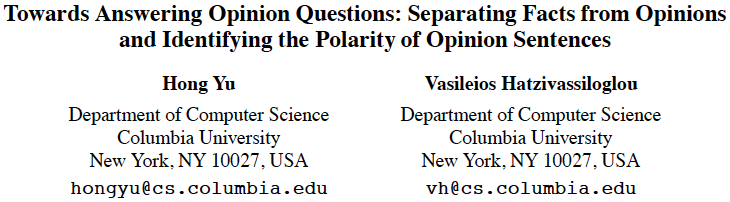 Towards Answering Opinion Questions: Separating Facts from Opinions
and Identifying the Polarity of Opinion Sentences
Hong Yu
Department of Computer Science
Columbia University
New York, NY 10027, USA
hongyu@cs.columbia.edu
Vasileios Hatzivassiloglou
Department of Computer Science
Columbia University
New York, NY 10027, USA
vh@cs.columbia.edu